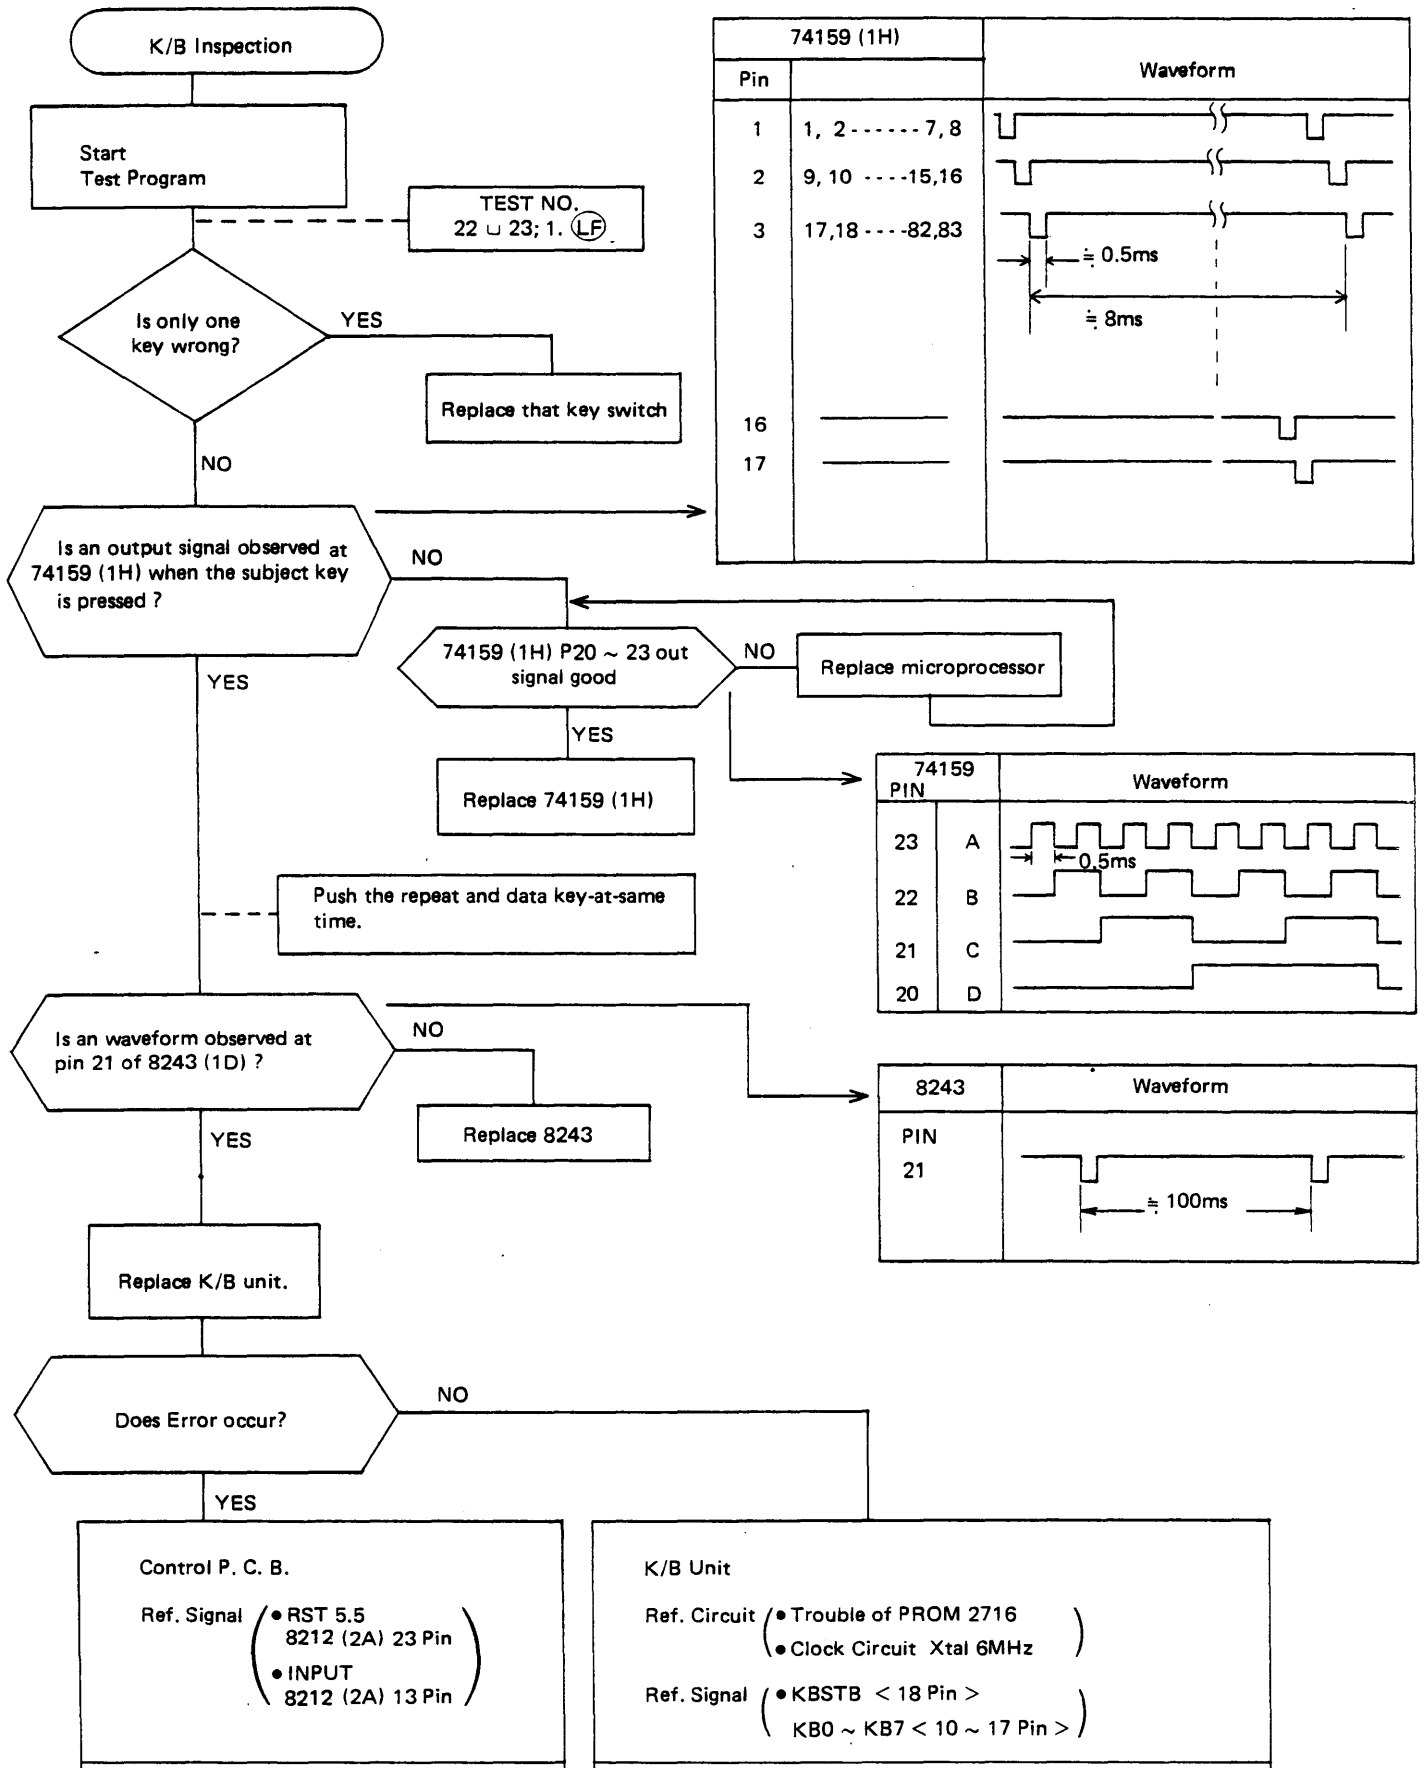 K/B Inspection
Start
Test Program
TEST NO.
22 ⊔ 23; 1. LF
Is only one
key wrong?
YES
Replace that key switch
NO
74159 (1H)
Pin
Waveform
1 1, 2 - - - - - - 7, 8
2 9, 10 - - - -15,16
3 17,18 - - - -82,83
≒ 0.5ms
≒ 8ms
16
17
Is an output signal observed at
74159 (1H) when the subject key
is pressed ?
NO
YES
74159 (1H) P20 ~ 23 out
signal good
NO
Replace microprocessor
YES
Replace 74159 (1H)
74159
PIN
Waveform
23 A
0.5ms
22 B
21 C
20 D
Push the repeat and data key-at-same
time.
Is an waveform observed at
pin 21 of 8243 (1D) ?
NO
Replace 8243
YES
8243
Waveform
PIN
21
≒ 100ms
Replace K/B unit.
Does Error occur?
NO
YES
Control P. C. B.
Ref. Signal
• RST 5.5
8212 (2A) 23 Pin
• INPUT
8212 (2A) 13 Pin
K/B Unit
Ref. Circuit
• Trouble of PROM 2716
• Clock Circuit Xtal 6MHz
Ref. Signal
• KBSTB < 18 Pin >
KB0 ~ KB7 < 10 ~ 17 Pin >